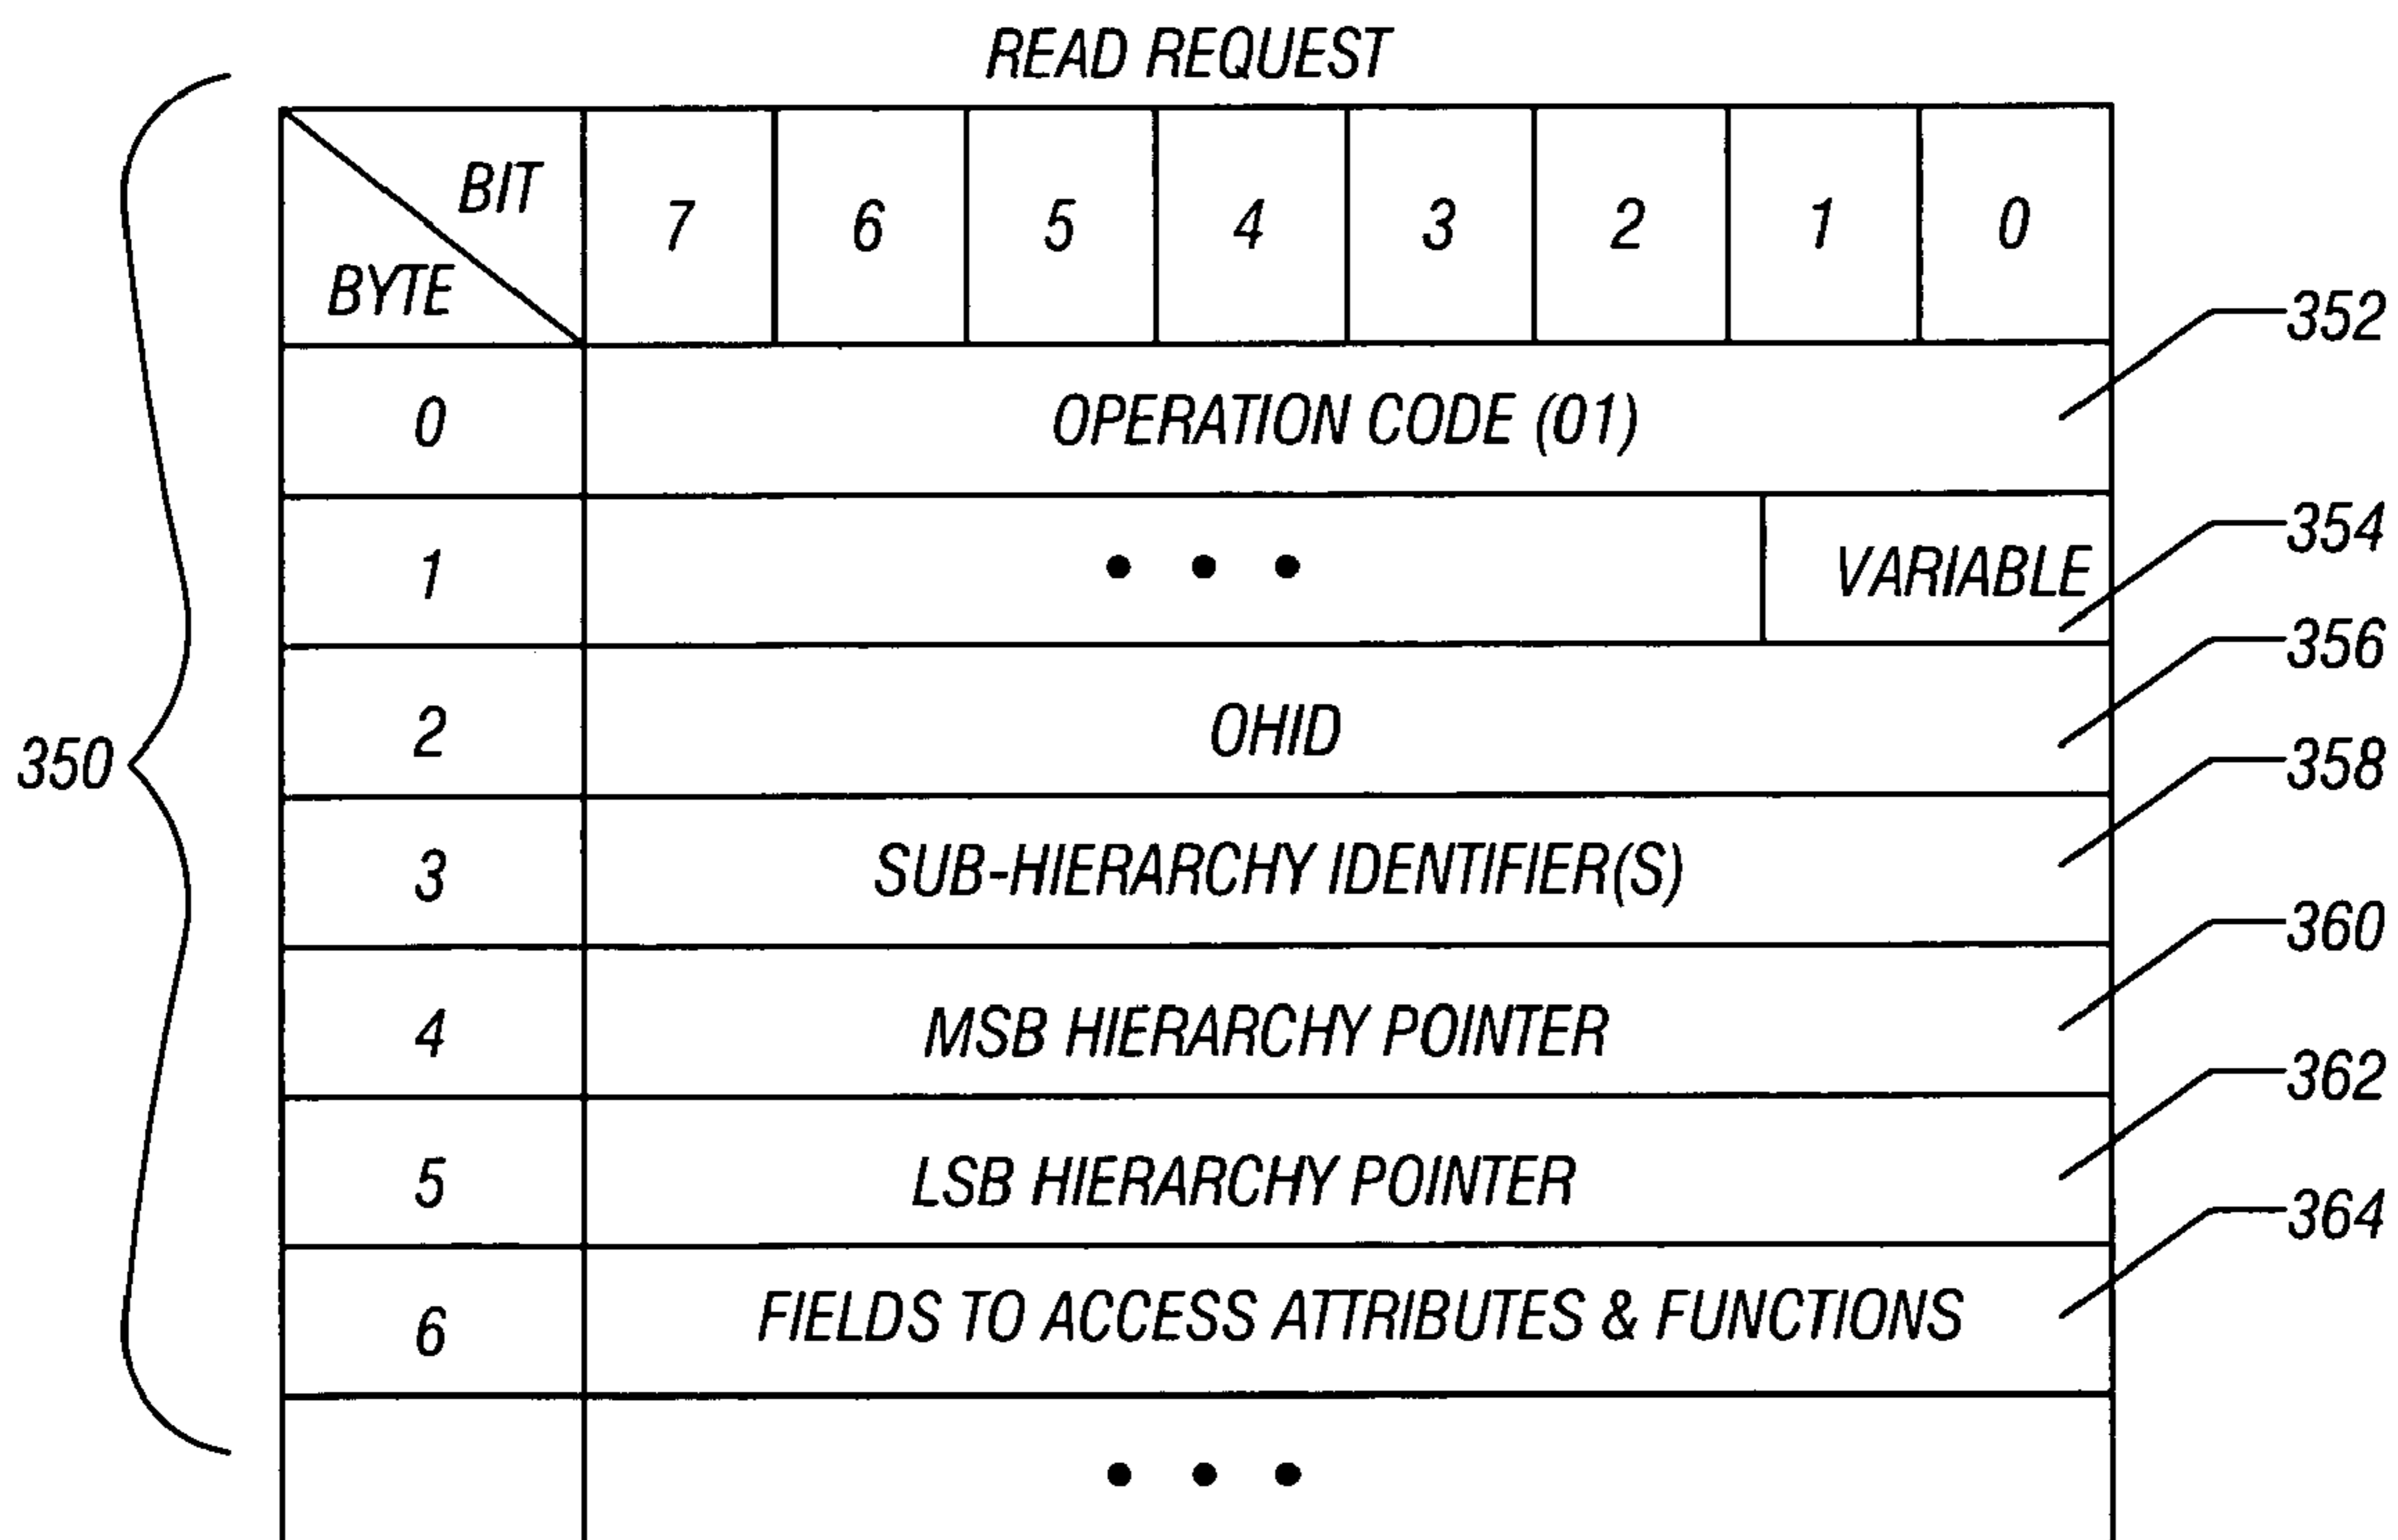 READ REQUEST
BIT
BYTE
7 6 5 4 3 2 1 0
352
0 OPERATION CODE (01)
354
1 • • • VARIABLE
356
2 OHID
350
358
3 SUB-HIERARCHY IDENTIFIER(S)
360
4 MSB HIERARCHY POINTER
362
5 LSB HIERARCHY POINTER
364
6 FIELDS TO ACCESS ATTRIBUTES & FUNCTIONS
• • •